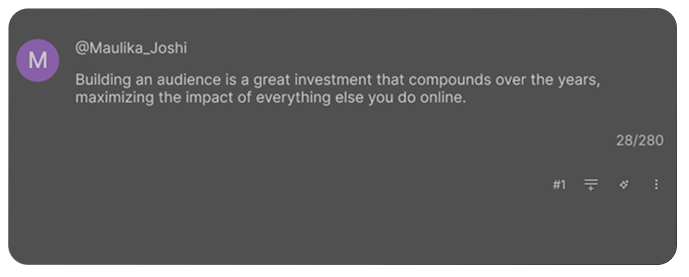 M
@Maulika_Joshi
Building an audience is a great investment that compounds over the years,
maximizing the impact of everything else you do online.
28/280
#1